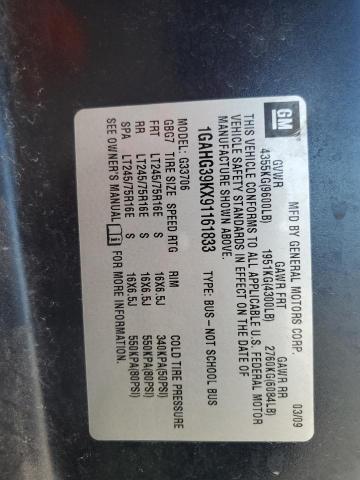 GM
MFD BY GENERAL MOTORS CORP. 03/09
GVWR GAWR FRT GAWR RR
4355KG(9600LB) 1951KG(4300LB) 2760KG(6084LB)
THIS VEHICLE CONFORMS TO ALL APPLICABLE U.S. FEDERAL MOTOR
VEHICLE SAFETY STANDARDS IN EFFECT ON THE DATE OF
MANUFACTURE SHOWN ABOVE.
1GAHG39KX91161833 TYPE: BUS-NOT SCHOOL BUS
MODEL: G33706
GBG7 TIRE SIZE SPEED RTG RIM COLD TIRE PRESSURE
FRT LT245/75R16E S 16X6.5J 340KPA(50PSI)
RR LT245/75R16E S 16X6.5J 550KPA(80PSI)
SPA LT245/75R16E S 16X6.5J 550KPA(80PSI)
SEE OWNER'S MANUAL FOR MORE INFORMATION.